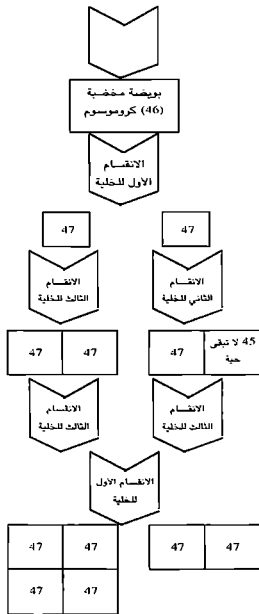 بويضة مخصبة
(46) كروموسوم
الانقسام
الأول للخلية
47 47
الانقسام
الثالث للخلية
الانقسام
الثاني للخلية
47 47
47 45 لا تبقى
حية
الانقسام
الثالث للخلية
الانقسام
الثالث للخلية
الانقسام الأول
للخلية
47 47
47 47
47 47